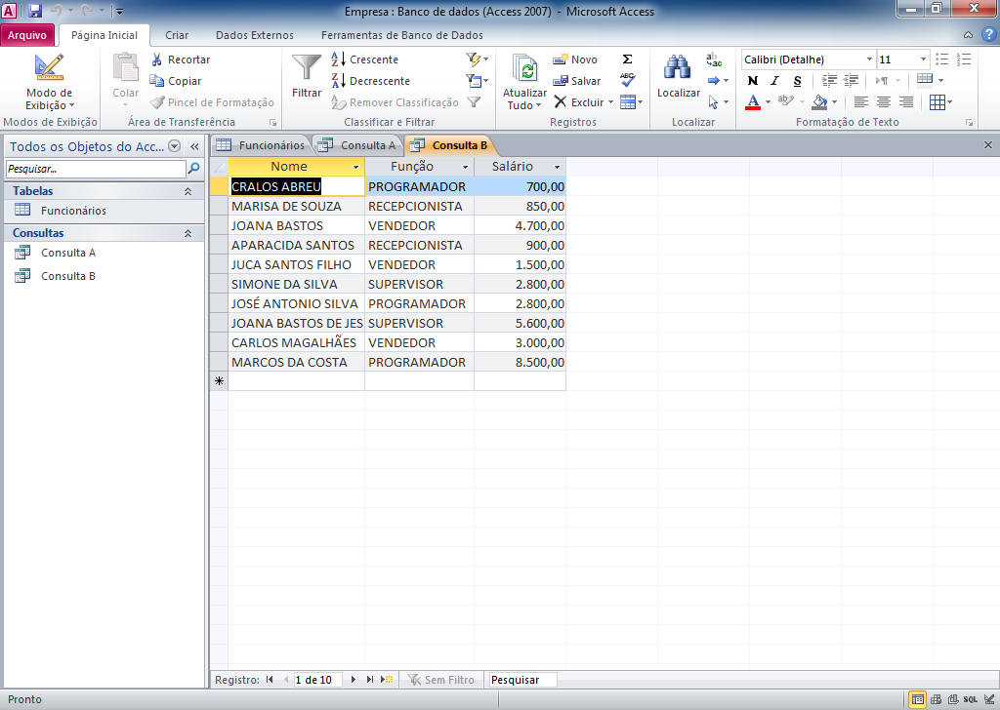 Empresa : Banco de dados (Access 2007) - Microsoft Access
Arquivo Página Inicial Criar Dados Externos Ferramentas de Banco de Dados
Modo de Exibição
Modos de Exibição
Colar
Recortar
Copiar
Pincel de Formatação
Área de Transferência
Filtrar
Crescente
Decrescente
Remover Classificação
Classificar e Filtrar
Atualizar Tudo
Novo
Salvar
Excluir
Registros
Localizar
Localizar
Calibri (Detalhe) 11
N I S
Formatação de Texto
Todos os Objetos do Acc...
Pesquisar...
Tabelas
Funcionários
Consultas
Consulta A
Consulta B
Funcionários Consulta A Consulta B
Nome Função Salário
CRALOS ABREU PROGRAMADOR 700,00
MARISA DE SOUZA RECEPCIONISTA 850,00
JOANA BASTOS VENDEDOR 4.700,00
APARACIDA SANTOS RECEPCIONISTA 900,00
JUCA SANTOS FILHO VENDEDOR 1.500,00
SIMONE DA SILVA SUPERVISOR 2.800,00
JOSÉ ANTONIO SILVA PROGRAMADOR 2.800,00
JOANA BASTOS DE JES SUPERVISOR 5.600,00
CARLOS MAGALHÃES VENDEDOR 3.000,00
MARCOS DA COSTA PROGRAMADOR 8.500,00
Registro: 1 de 10 Sem Filtro Pesquisar
Pronto SQL